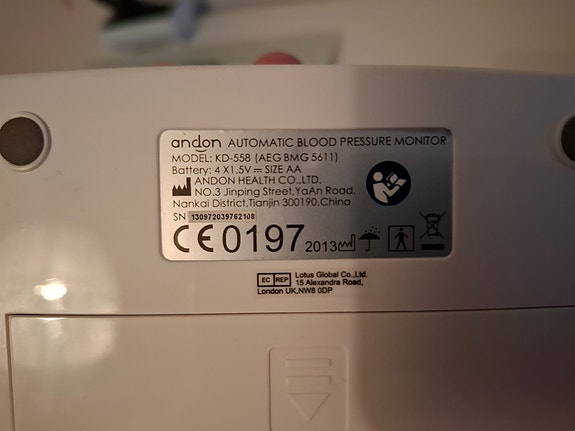 andon AUTOMATIC BLOOD PRESSURE MONITOR
MODEL: KD-558 (AEG BMG 5611)
Battery: 4 X1.5V ⎓ SIZE AA
ANDON HEALTH CO.,LTD.
NO.3 Jinping Street,YaAn Road,
Nankai District,Tianjin 300190,China
SN 130972039762108
CE0197 2013
EC REP Lotus Global Co.,Ltd.
15 Alexandra Road,
London UK,NW8 0DP